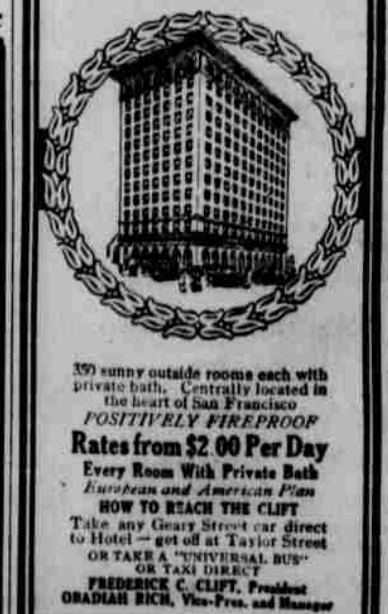 350 sunny outside rooms each with
private bath. Centrally located in
the heart of San Francisco
POSITIVELY FIREPROOF
Rates from $2.00 Per Day
Every Room With Private Bath
European and American Plan
HOW TO REACH THE CLIFT
Take any Geary Street car direct
to Hotel — get off at Taylor Street
OR TAKE A "UNIVERSAL BUS"
OR TAXI DIRECT
FREDERICK C. CLIFT, President
OBADIAH RICH, Vice-Pres. and Manager